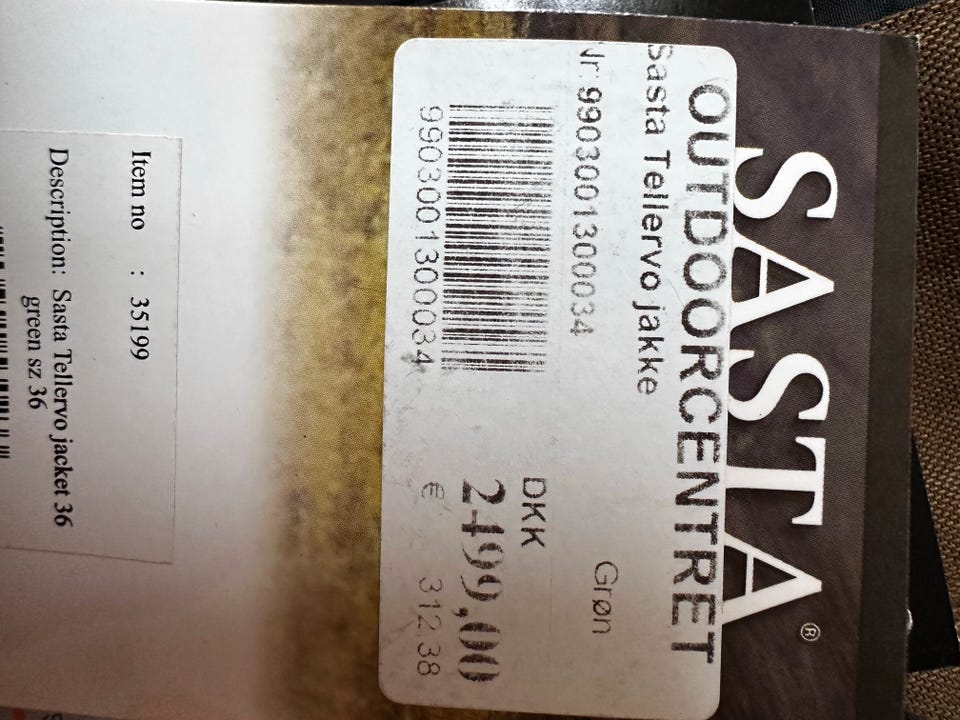 SASTA®
OUTDOORCENTRET
Sasta Tellervo jakke
Nr. 9903001300034
Grøn
DKK
2499,00
9903001300034
€ 312.38
Item no : 35199
Description: Sasta Tellervo jacket 36
green sz 36